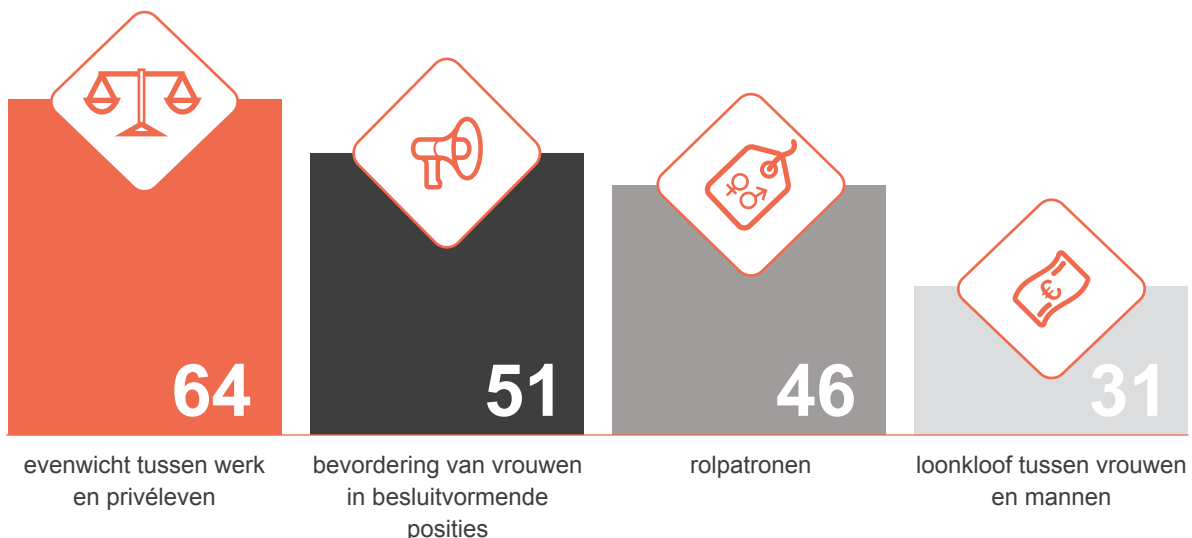 64
51
46
31
evenwicht tussen werk
en privéleven
bevordering van vrouwen
in besluitvormende
posities
rolpatronen
loonkloof tussen vrouwen
en mannen